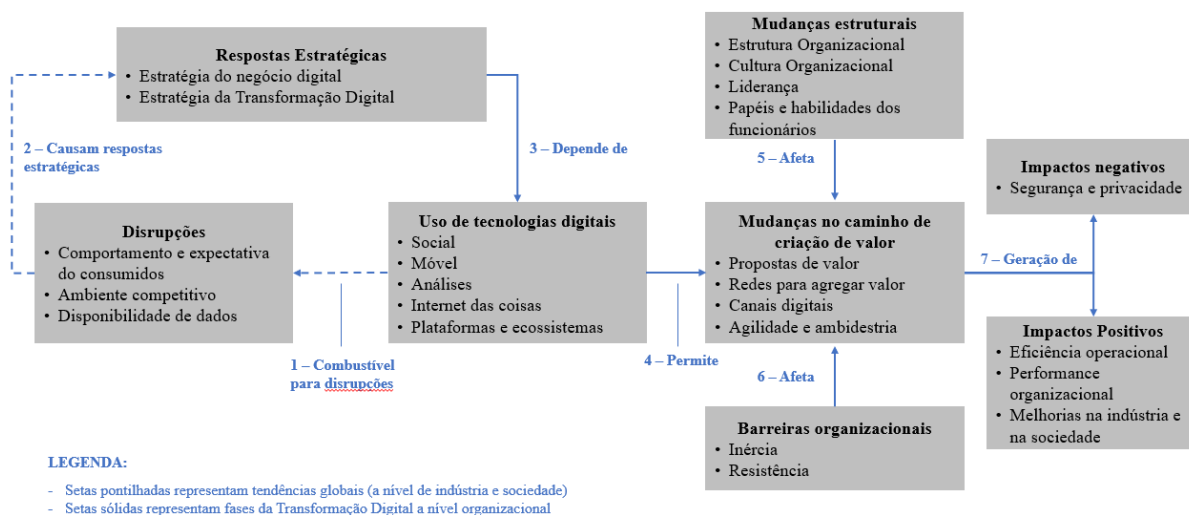 Respostas Estratégicas
• Estratégia do negócio digital
• Estratégia da Transformação Digital
Mudanças estruturais
• Estrutura Organizacional
• Cultura Organizacional
• Liderança
• Papéis e habilidades dos
funcionários
2 – Causam respostas
estratégicas
3 – Depende de
5 – Afeta
Disrupções
• Comportamento e expectativa
do consumidos
• Ambiente competitivo
• Disponibilidade de dados
Uso de tecnologias digitais
• Social
• Móvel
• Análises
• Internet das coisas
• Plataformas e ecossistemas
Mudanças no caminho de
criação de valor
• Propostas de valor
• Redes para agregar valor
• Canais digitais
• Agilidade e ambidestria
Impactos negativos
• Segurança e privacidade
7 – Geração de
Impactos Positivos
• Eficiência operacional
• Performance
organizacional
• Melhorias na indústria e
na sociedade
1 – Combustível
para disrupções
4 – Permite
6 – Afeta
Barreiras organizacionais
• Inércia
• Resistência
LEGENDA:
- Setas pontilhadas representam tendências globais (a nível de indústria e sociedade)
- Setas sólidas representam fases da Transformação Digital a nível organizacional